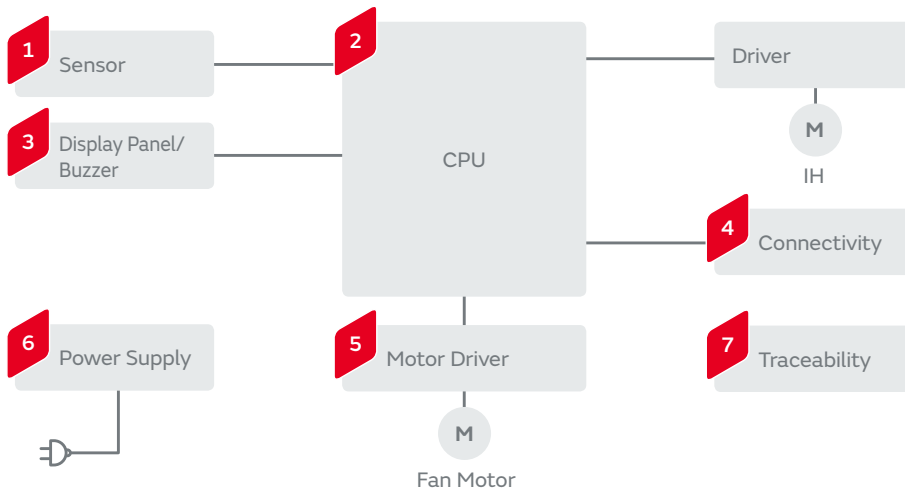 1
Sensor
2
CPU
Driver
M
IH
3
Display Panel/
Buzzer
4
Connectivity
6
Power Supply
5
Motor Driver
M
Fan Motor
7
Traceability